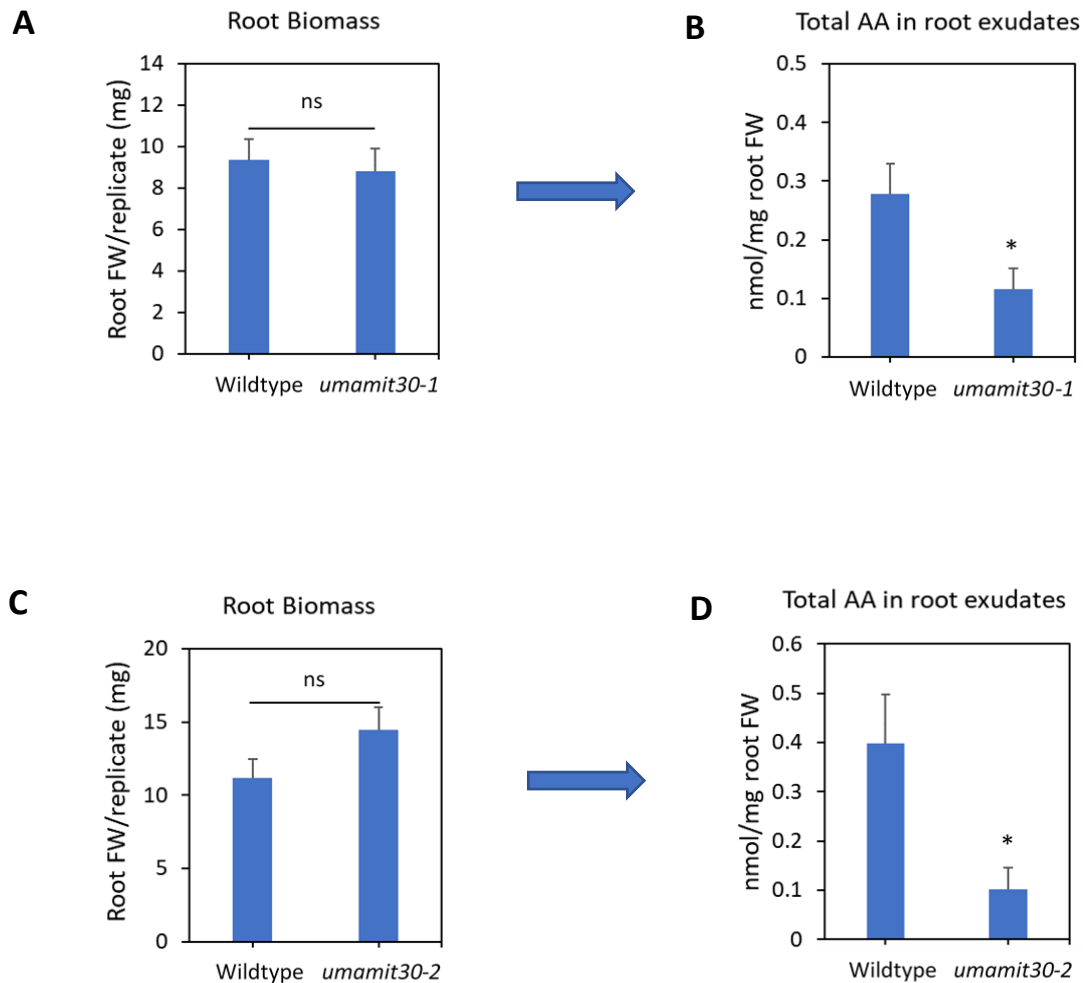 A
Root Biomass
Root FW/replicate (mg)
14
12
10
8
6
4
2
0
ns
Wildtype
umamit30-1
B
Total AA in root exudates
nmol/mg root FW
0.5
0.4
0.3
0.2
0.1
0
*
Wildtype
umamit30-1
C
Root Biomass
Root FW/replicate (mg)
20
15
10
5
0
ns
Wildtype
umamit30-2
D
Total AA in root exudates
nmol/mg root FW
0.6
0.5
0.4
0.3
0.2
0.1
0
*
Wildtype
umamit30-2